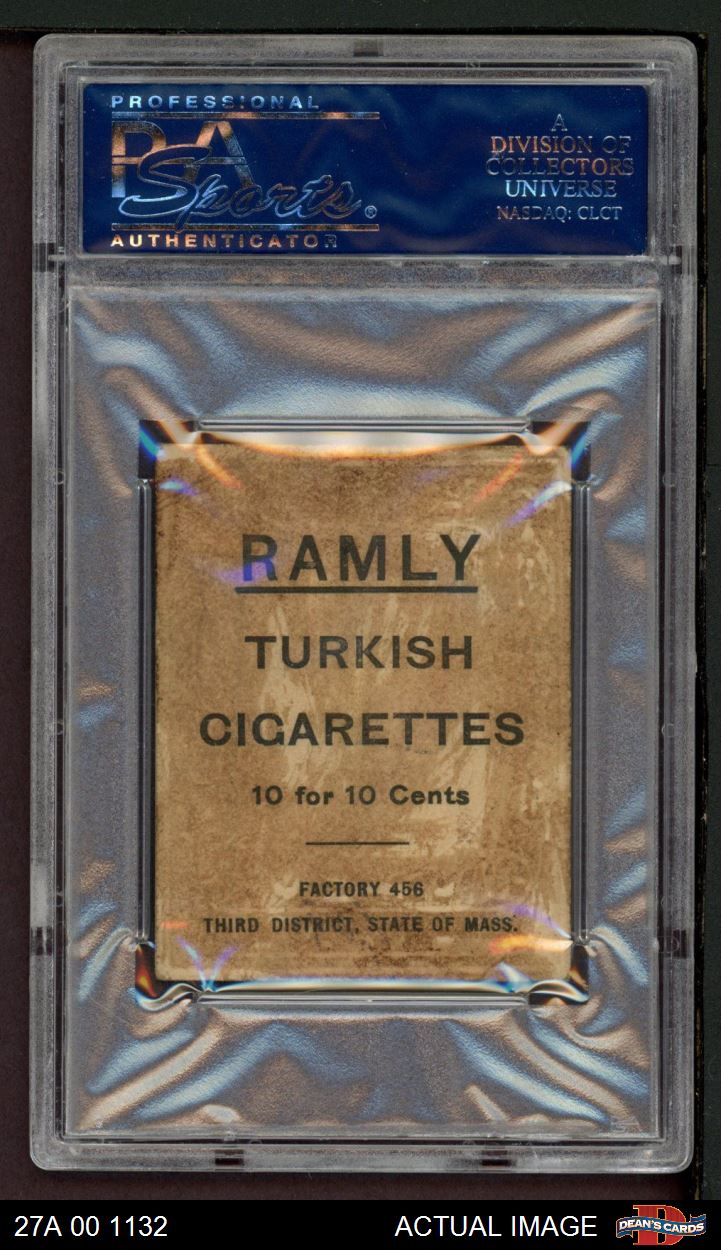 PROFESSIONAL
PSA
Sports®
AUTHENTICATOR
A
DIVISION OF
COLLECTORS
UNIVERSE
NASDAQ: CLCT
RAMLY
TURKISH
CIGARETTES
10 for 10 Cents
FACTORY 456
THIRD DISTRICT, STATE OF MASS.
27A 00 1132
ACTUAL IMAGE
D
DEAN'S CARDS